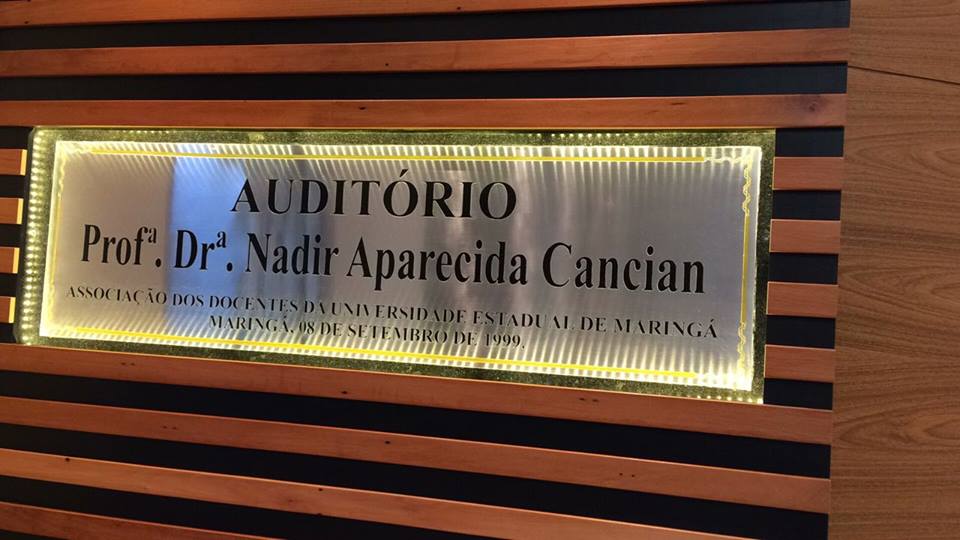 AUDITÓRIO
Profª. Drª. Nadir Aparecida Cancian
ASSOCIAÇÃO DOS DOCENTES DA UNIVERSIDADE ESTADUAL DE MARINGÁ
MARINGÁ, 08 DE SETEMBRO DE 1999.